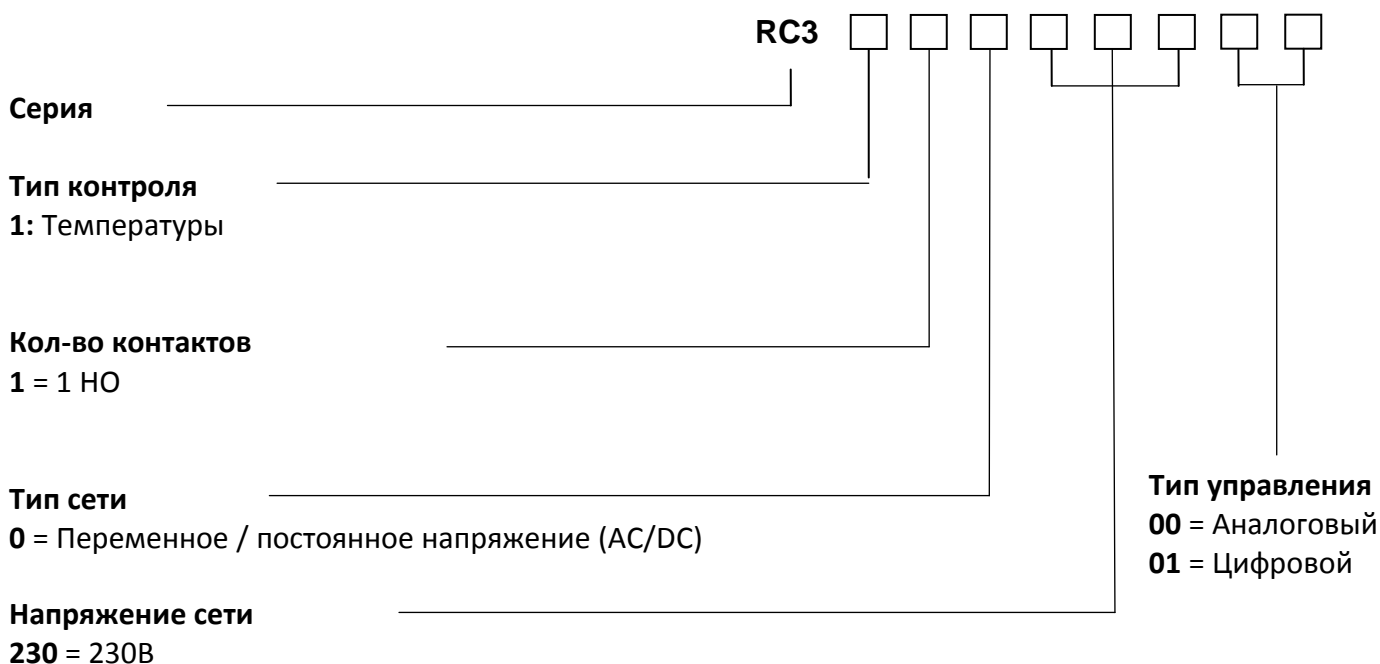 RC3
Серия
Тип контроля
1: Температуры
Кол-во контактов
1 = 1 НО
Тип сети
0 = Переменное / постоянное напряжение (AC/DC)
Напряжение сети
230 = 230В
Тип управления
00 = Аналоговый
01 = Цифровой